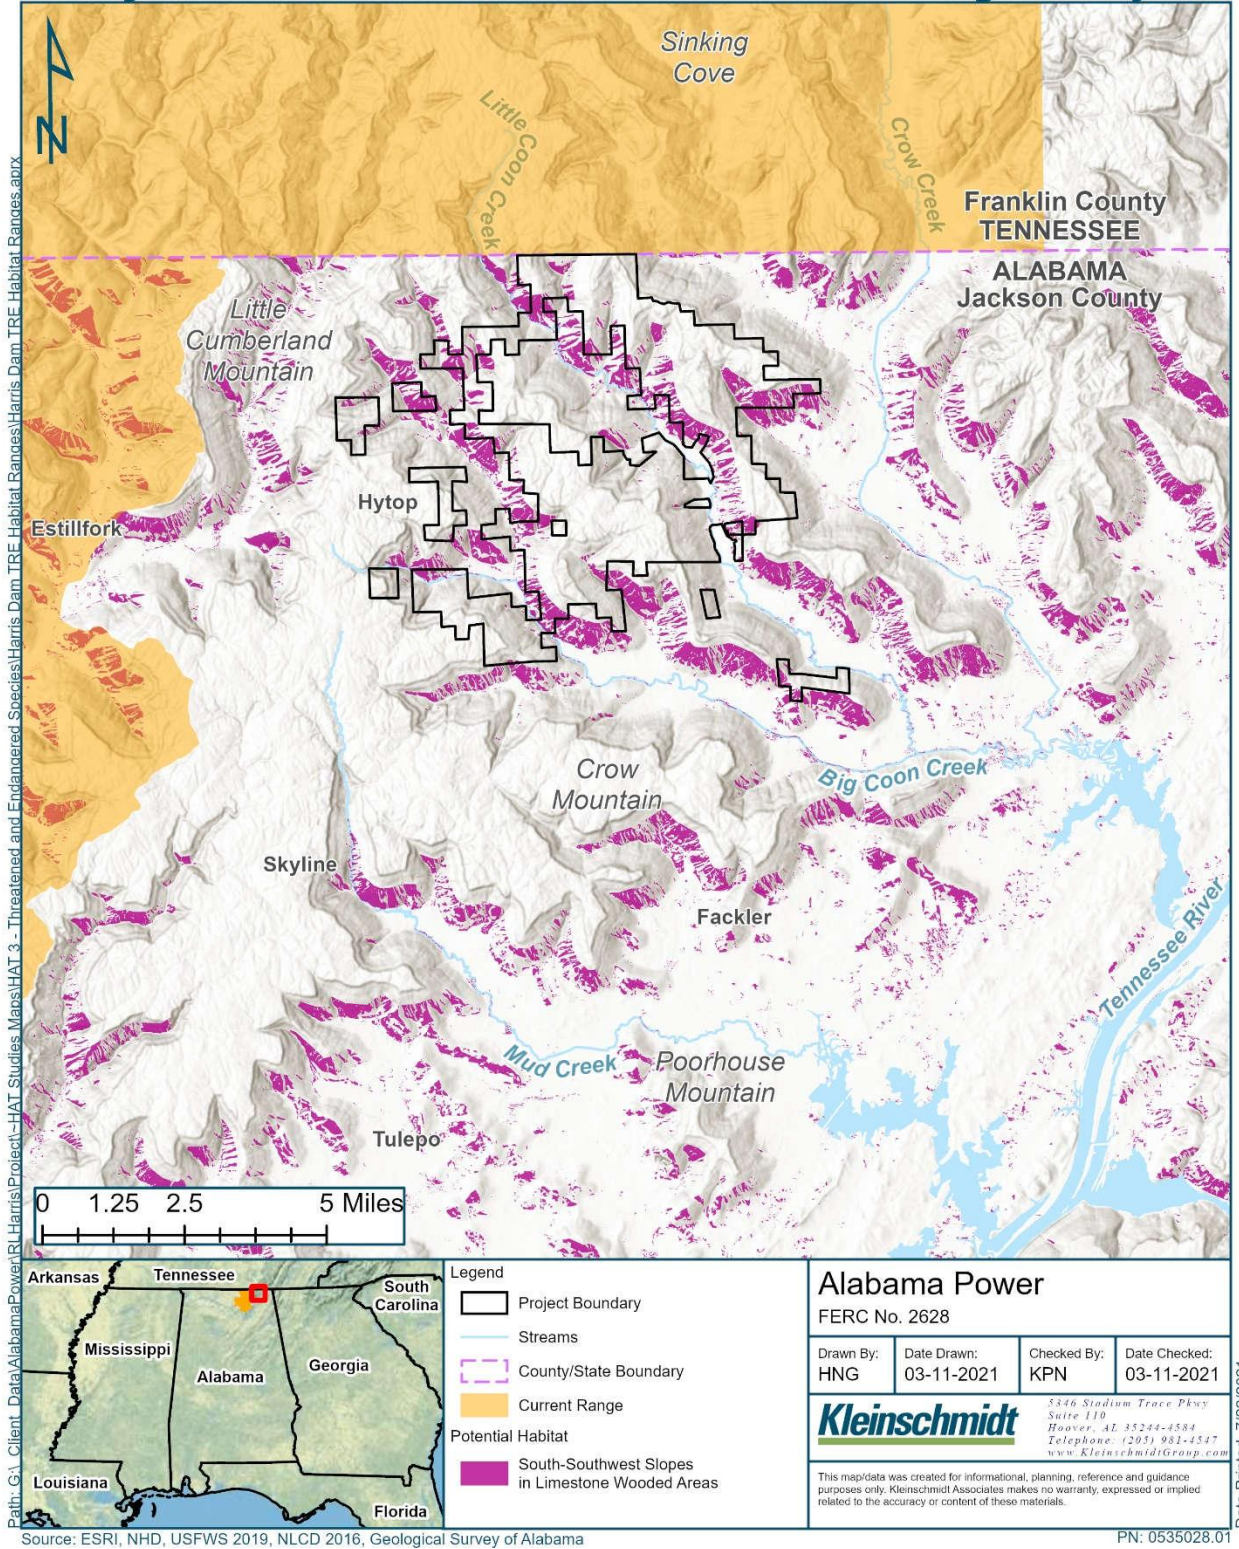 Sinking
Cove
Little Coon Creek
Crow Creek
N
Franklin County
TENNESSEE
ALABAMA
Jackson County
Little
Cumberland
Mountain
Hytop
Estillfork
Crow
Mountain
Big Coon Creek
Skyline
Fackler
Tennessee River
Mud Creek
Poorhouse
Mountain
Tulepo
0 1.25 2.5 5 Miles
Path: G:\_Client_Data\AlabamaPower\RLHarris\Project\~HAT Studies Maps\HAT 3 - Threatened and Endangered Species\Harris Dam TRE Habitat Ranges\Harris Dam TRE Habitat Ranges.aprx
Arkansas
Tennessee
South
Carolina
Mississippi
Alabama
Georgia
Louisiana
Florida
Legend
Project Boundary
Streams
County/State Boundary
Current Range
Potential Habitat
South-Southwest Slopes
in Limestone Wooded Areas
Alabama Power
FERC No. 2628
Drawn By:
HNG
Date Drawn:
03-11-2021
Checked By:
KPN
Date Checked:
03-11-2021
Kleinschmidt
5346 Stadium Trace Pkwy
Suite 110
Hoover, AL 35244-4584
Telephone: (205) 981-4547
www.KleinschmidtGroup.com
This map/data was created for informational, planning, reference and guidance
purposes only. Kleinschmidt Associates makes no warranty, expressed or implied
related to the accuracy or content of these materials.
Source: ESRI, NHD, USFWS 2019, NLCD 2016, Geological Survey of Alabama
PN: 0535028.01